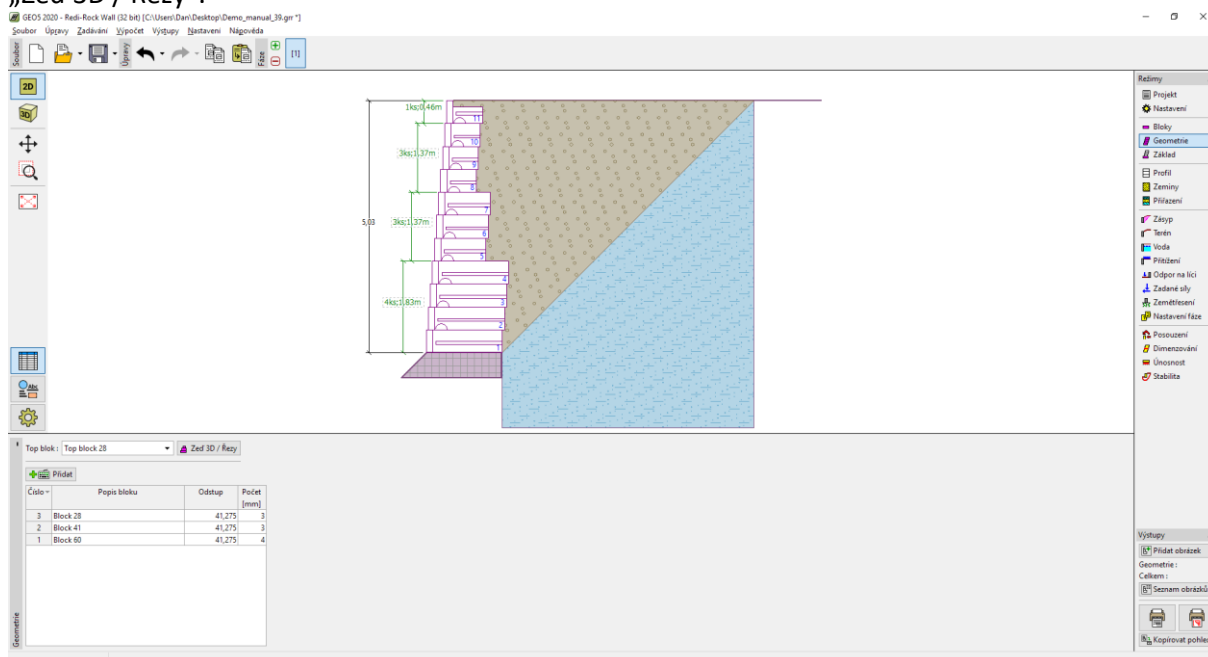 „Zeď 3D / Řezy“.
GEO5 2020 - Redi-Rock Wall (32 bit) [C:\Users\Dan\Desktop\Demo_manual_39.grr *]
Soubor Úpravy Zadávání Výpočet Výstupy Nastavení Nápověda
Soubor
Úpravy
Fáze
[1]
2D
3D
Abc
1ks;0,46m
3ks;1,37m
5,03
3ks;1,37m
4ks;1,83m
11
10
9
8
7
6
5
4
3
2
1
Režimy
Projekt
Nastavení
Bloky
Geometrie
Základ
Profil
Zeminy
Přiřazení
Zásyp
Terén
Voda
Přitížení
Odpor na líci
Zadané síly
Zemětřesení
Nastavení fáze
Posouzení
Dimenzování
Únosnost
Stabilita
Geometrie
Top blok : Top block 28 Zeď 3D / Řezy
Přidat
Číslo Popis bloku Odstup Počet
[mm]
3 Block 28 41,275 3
2 Block 41 41,275 3
1 Block 60 41,275 4
Výstupy
Přidat obrázek
Geometrie :
Celkem :
Seznam obrázků
Kopírovat pohled